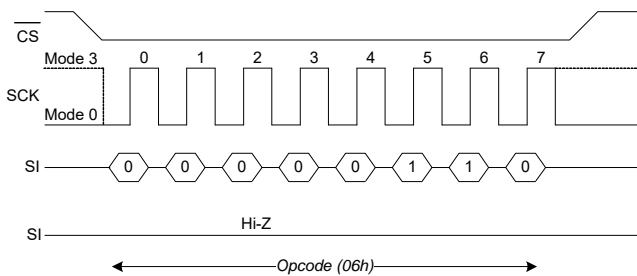 CS
Mode 3 0 1 2 3 4 5 6 7
SCK
Mode 0
SI 0 0 0 0 0 1 1 0
Hi-Z
SI
Opcode (06h)